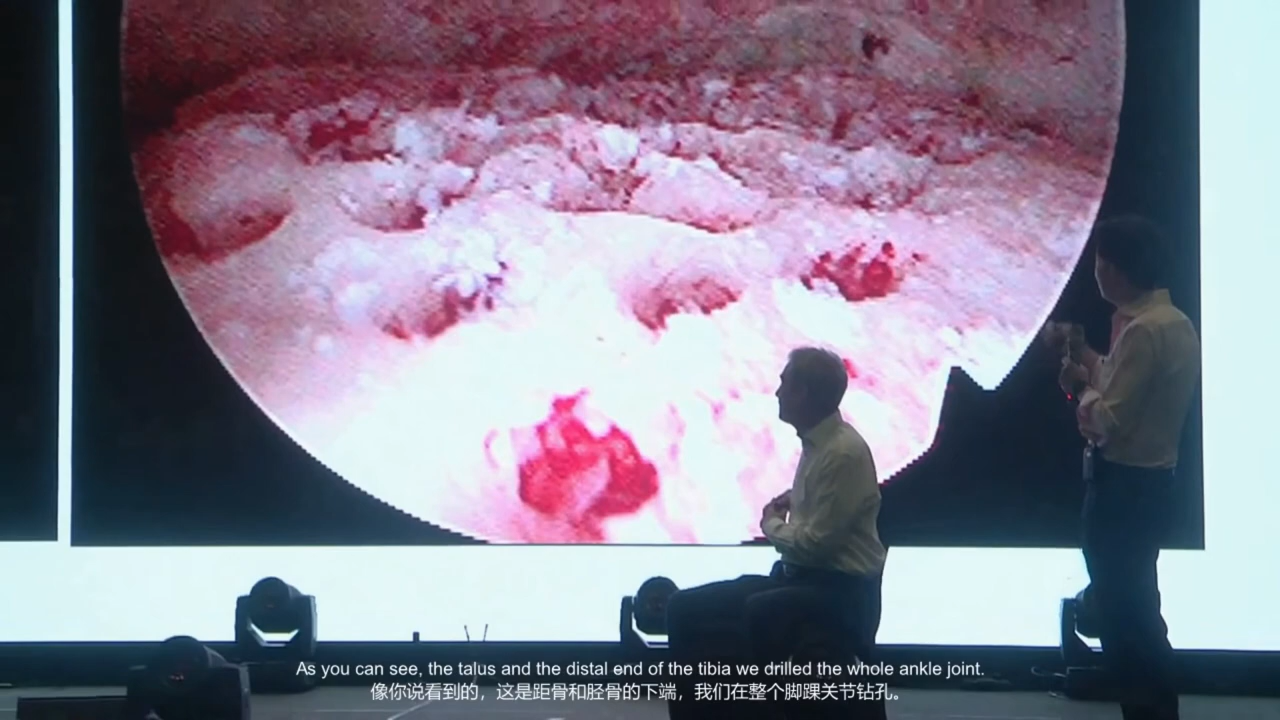 As you can see, the talus and the distal end of the tibia we drilled the whole ankle joint.
像你说看到的，这是距骨和胫骨的下端，我们在整个脚踝关节钻孔。